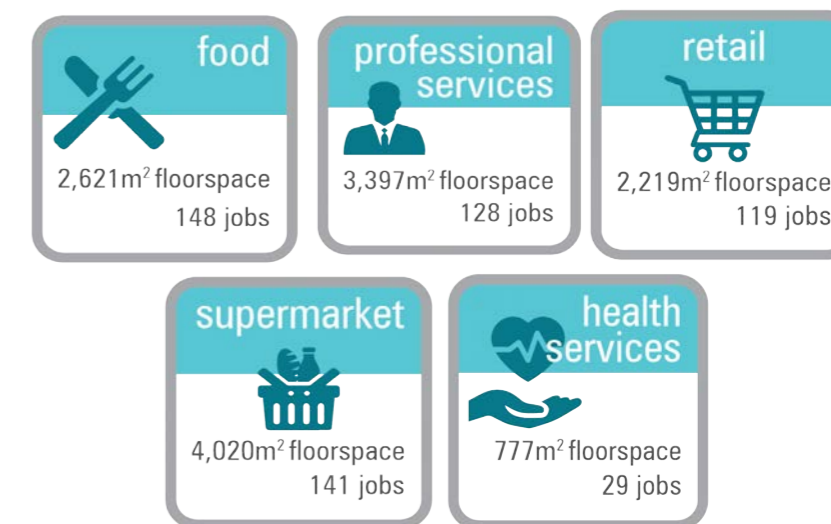 food
2,621m² floorspace
148 jobs
professional
services
3,397m² floorspace
128 jobs
retail
2,219m² floorspace
119 jobs
supermarket
4,020m² floorspace
141 jobs
health
services
777m² floorspace
29 jobs